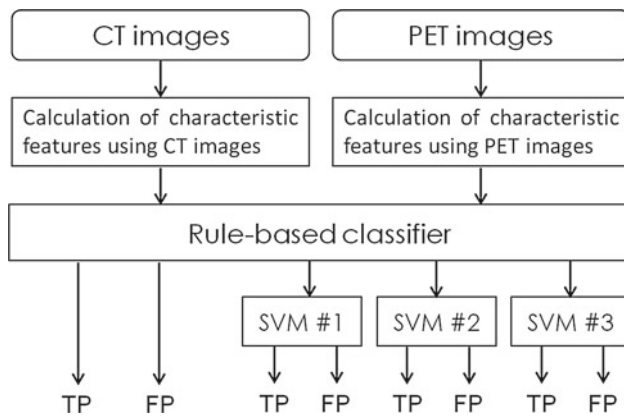 CT images
PET images
Calculation of characteristic
features using CT images
Calculation of characteristic
features using PET images
Rule-based classifier
SVM #1
SVM #2
SVM #3
TP
FP
TP
FP
TP
FP
TP
FP